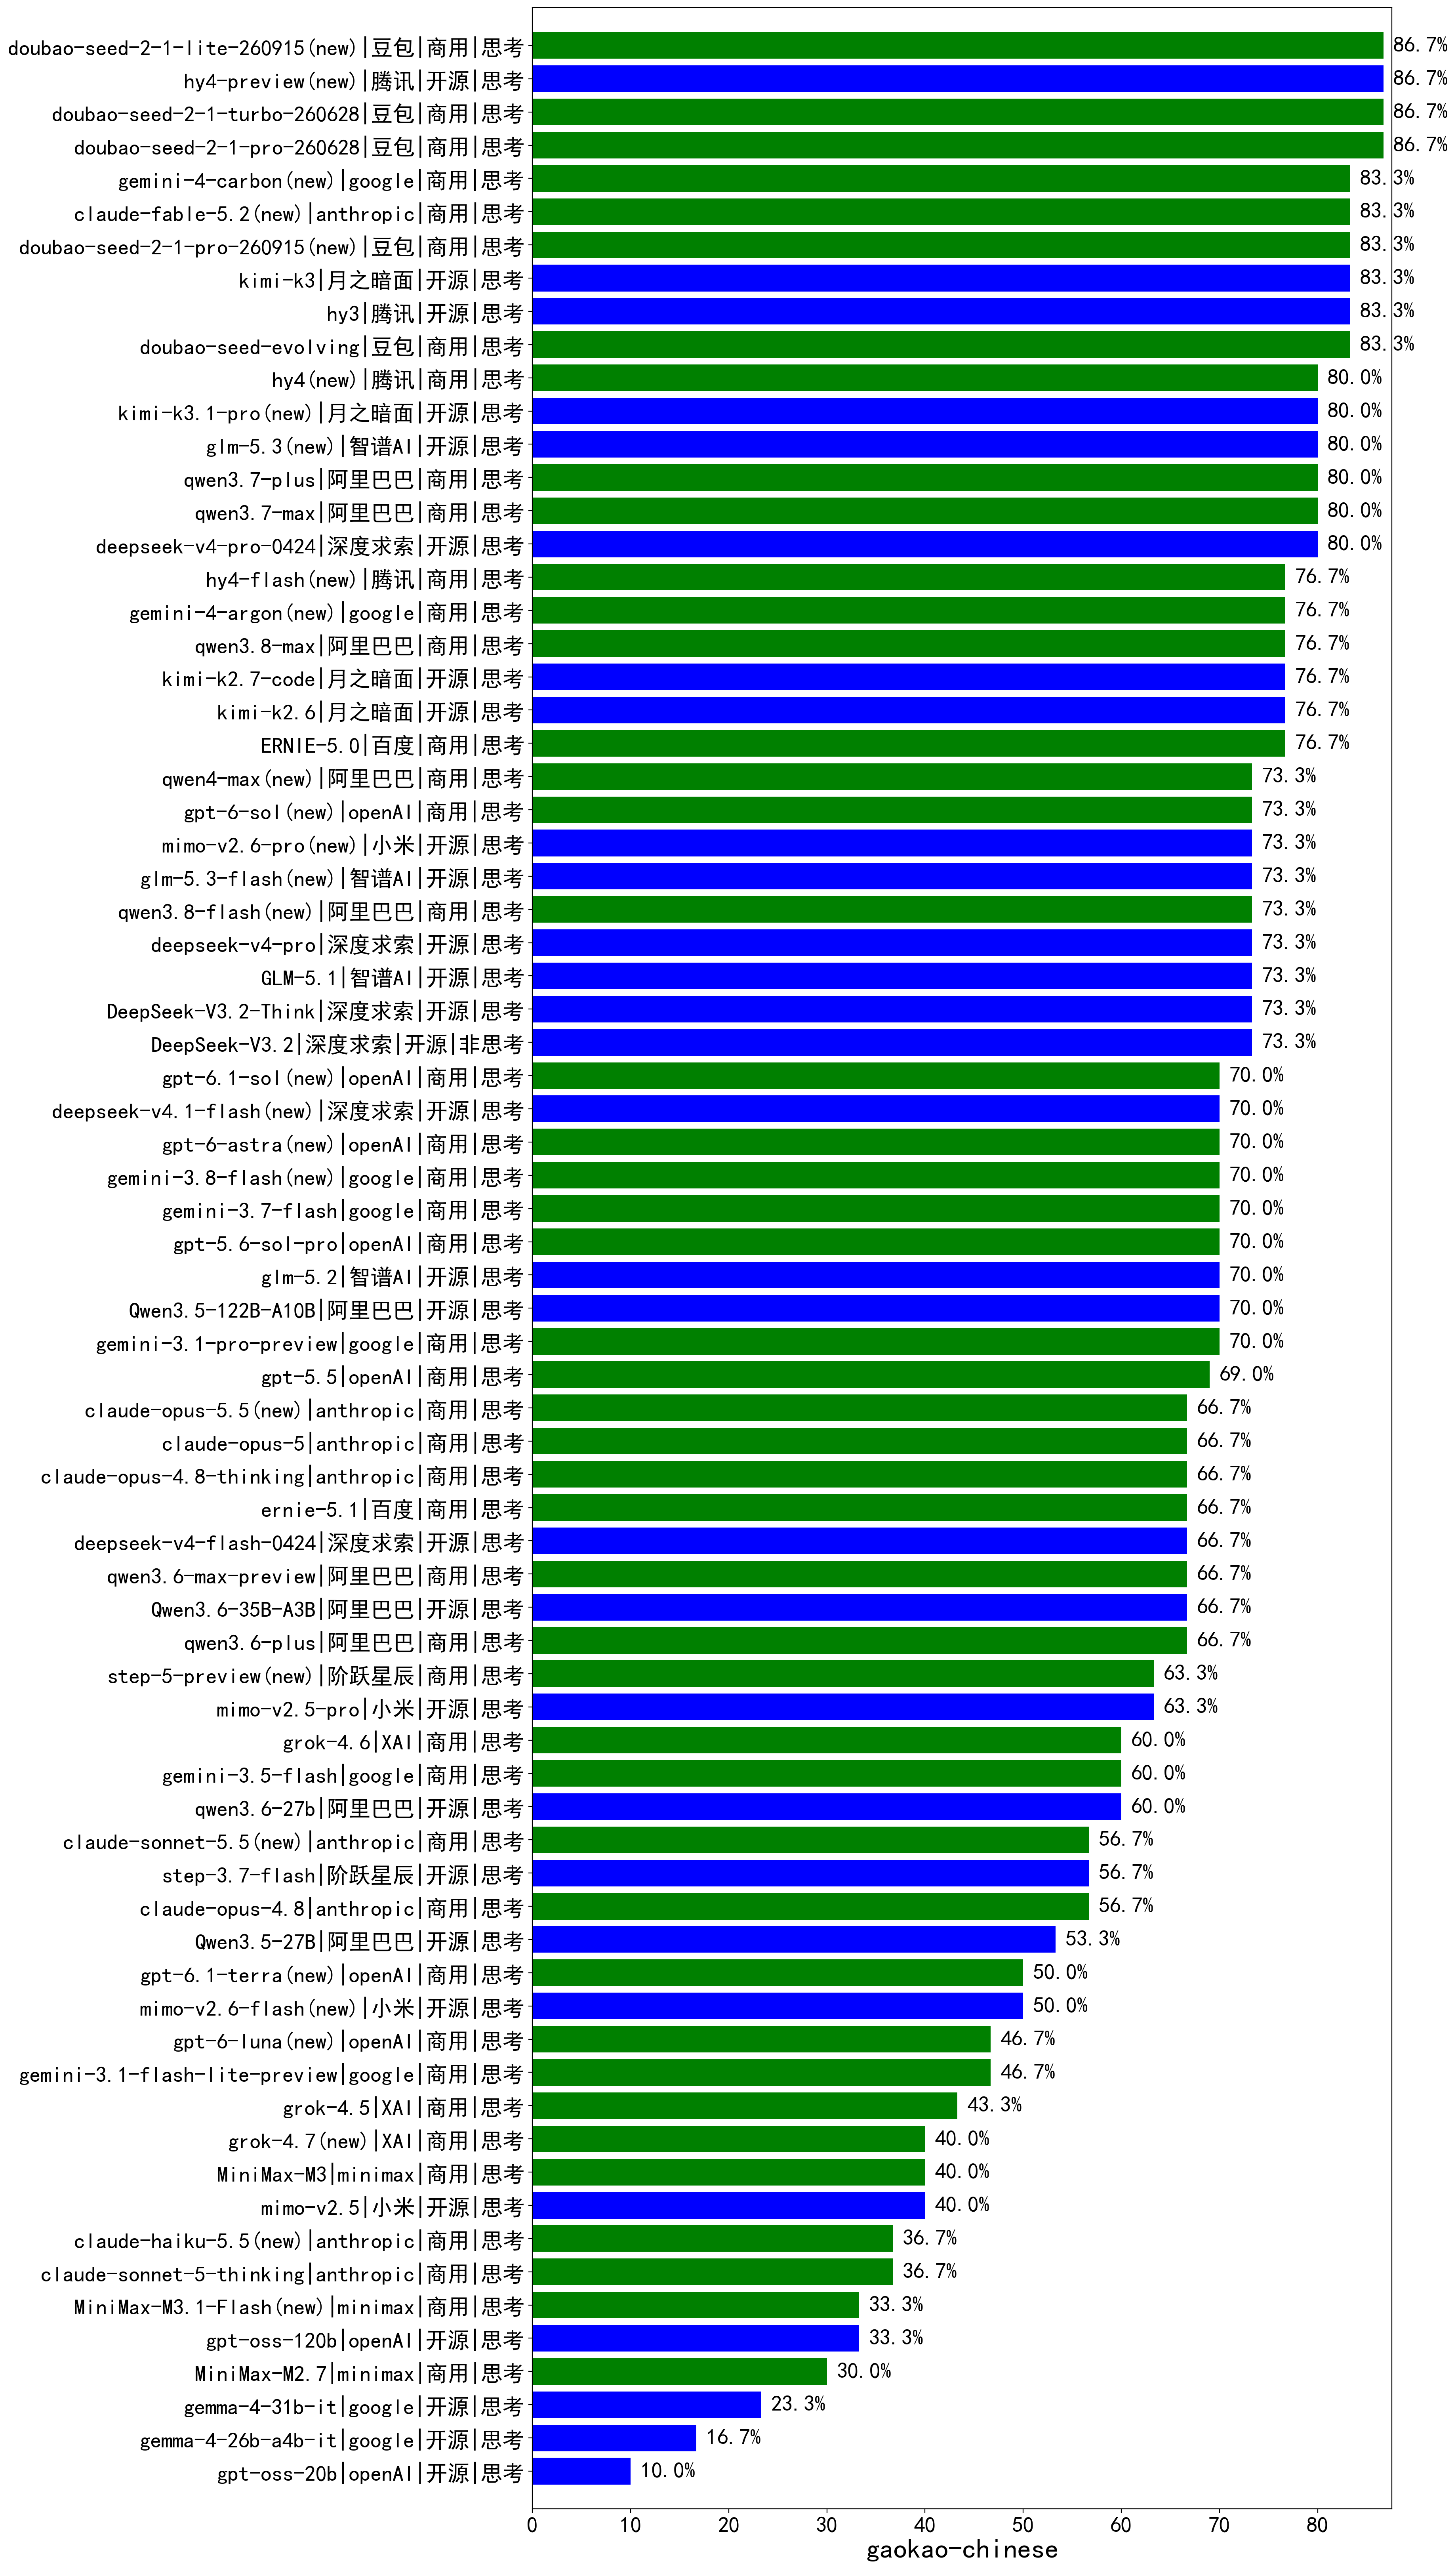 doubao-seed-2-1-lite-260915(new)|豆包|商用|思考 86.7%
hy4-preview(new)|腾讯|开源|思考 86.7%
doubao-seed-2-1-turbo-260628|豆包|商用|思考 86.7%
doubao-seed-2-1-pro-260628|豆包|商用|思考 86.7%
gemini-4-carbon(new)|google|商用|思考 83.3%
claude-fable-5.2(new)|anthropic|商用|思考 83.3%
doubao-seed-2-1-pro-260915(new)|豆包|商用|思考 83.3%
kimi-k3|月之暗面|开源|思考 83.3%
hy3|腾讯|开源|思考 83.3%
doubao-seed-evolving|豆包|商用|思考 83.3%
hy4(new)|腾讯|商用|思考 80.0%
kimi-k3.1-pro(new)|月之暗面|开源|思考 80.0%
glm-5.3(new)|智谱AI|开源|思考 80.0%
qwen3.7-plus|阿里巴巴|商用|思考 80.0%
qwen3.7-max|阿里巴巴|商用|思考 80.0%
deepseek-v4-pro-0424|深度求索|开源|思考 80.0%
hy4-flash(new)|腾讯|商用|思考 76.7%
gemini-4-argon(new)|google|商用|思考 76.7%
qwen3.8-max|阿里巴巴|商用|思考 76.7%
kimi-k2.7-code|月之暗面|开源|思考 76.7%
kimi-k2.6|月之暗面|开源|思考 76.7%
ERNIE-5.0|百度|商用|思考 76.7%
qwen4-max(new)|阿里巴巴|商用|思考 73.3%
gpt-6-sol(new)|openAI|商用|思考 73.3%
mimo-v2.6-pro(new)|小米|开源|思考 73.3%
glm-5.3-flash(new)|智谱AI|开源|思考 73.3%
qwen3.8-flash(new)|阿里巴巴|商用|思考 73.3%
deepseek-v4-pro|深度求索|开源|思考 73.3%
GLM-5.1|智谱AI|开源|思考 73.3%
DeepSeek-V3.2-Think|深度求索|开源|思考 73.3%
DeepSeek-V3.2|深度求索|开源|非思考 73.3%
gpt-6.1-sol(new)|openAI|商用|思考 70.0%
deepseek-v4.1-flash(new)|深度求索|开源|思考 70.0%
gpt-6-astra(new)|openAI|商用|思考 70.0%
gemini-3.8-flash(new)|google|商用|思考 70.0%
gemini-3.7-flash|google|商用|思考 70.0%
gpt-5.6-sol-pro|openAI|商用|思考 70.0%
glm-5.2|智谱AI|开源|思考 70.0%
Qwen3.5-122B-A10B|阿里巴巴|开源|思考 70.0%
gemini-3.1-pro-preview|google|商用|思考 70.0%
gpt-5.5|openAI|商用|思考 69.0%
claude-opus-5.5(new)|anthropic|商用|思考 66.7%
claude-opus-5|anthropic|商用|思考 66.7%
claude-opus-4.8-thinking|anthropic|商用|思考 66.7%
ernie-5.1|百度|商用|思考 66.7%
deepseek-v4-flash-0424|深度求索|开源|思考 66.7%
qwen3.6-max-preview|阿里巴巴|商用|思考 66.7%
Qwen3.6-35B-A3B|阿里巴巴|开源|思考 66.7%
qwen3.6-plus|阿里巴巴|商用|思考 66.7%
step-5-preview(new)|阶跃星辰|商用|思考 63.3%
mimo-v2.5-pro|小米|开源|思考 63.3%
grok-4.6|XAI|商用|思考 60.0%
gemini-3.5-flash|google|商用|思考 60.0%
qwen3.6-27b|阿里巴巴|开源|思考 60.0%
claude-sonnet-5.5(new)|anthropic|商用|思考 56.7%
step-3.7-flash|阶跃星辰|开源|思考 56.7%
claude-opus-4.8|anthropic|商用|思考 56.7%
Qwen3.5-27B|阿里巴巴|开源|思考 53.3%
gpt-6.1-terra(new)|openAI|商用|思考 50.0%
mimo-v2.6-flash(new)|小米|开源|思考 50.0%
gpt-6-luna(new)|openAI|商用|思考 46.7%
gemini-3.1-flash-lite-preview|google|商用|思考 46.7%
grok-4.5|XAI|商用|思考 43.3%
grok-4.7(new)|XAI|商用|思考 40.0%
MiniMax-M3|minimax|商用|思考 40.0%
mimo-v2.5|小米|开源|思考 40.0%
claude-haiku-5.5(new)|anthropic|商用|思考 36.7%
claude-sonnet-5-thinking|anthropic|商用|思考 36.7%
MiniMax-M3.1-Flash(new)|minimax|商用|思考 33.3%
gpt-oss-120b|openAI|开源|思考 33.3%
MiniMax-M2.7|minimax|商用|思考 30.0%
gemma-4-31b-it|google|开源|思考 23.3%
gemma-4-26b-a4b-it|google|开源|思考 16.7%
gpt-oss-20b|openAI|开源|思考 10.0%
0 10 20 30 40 50 60 70 80
gaokao-chinese